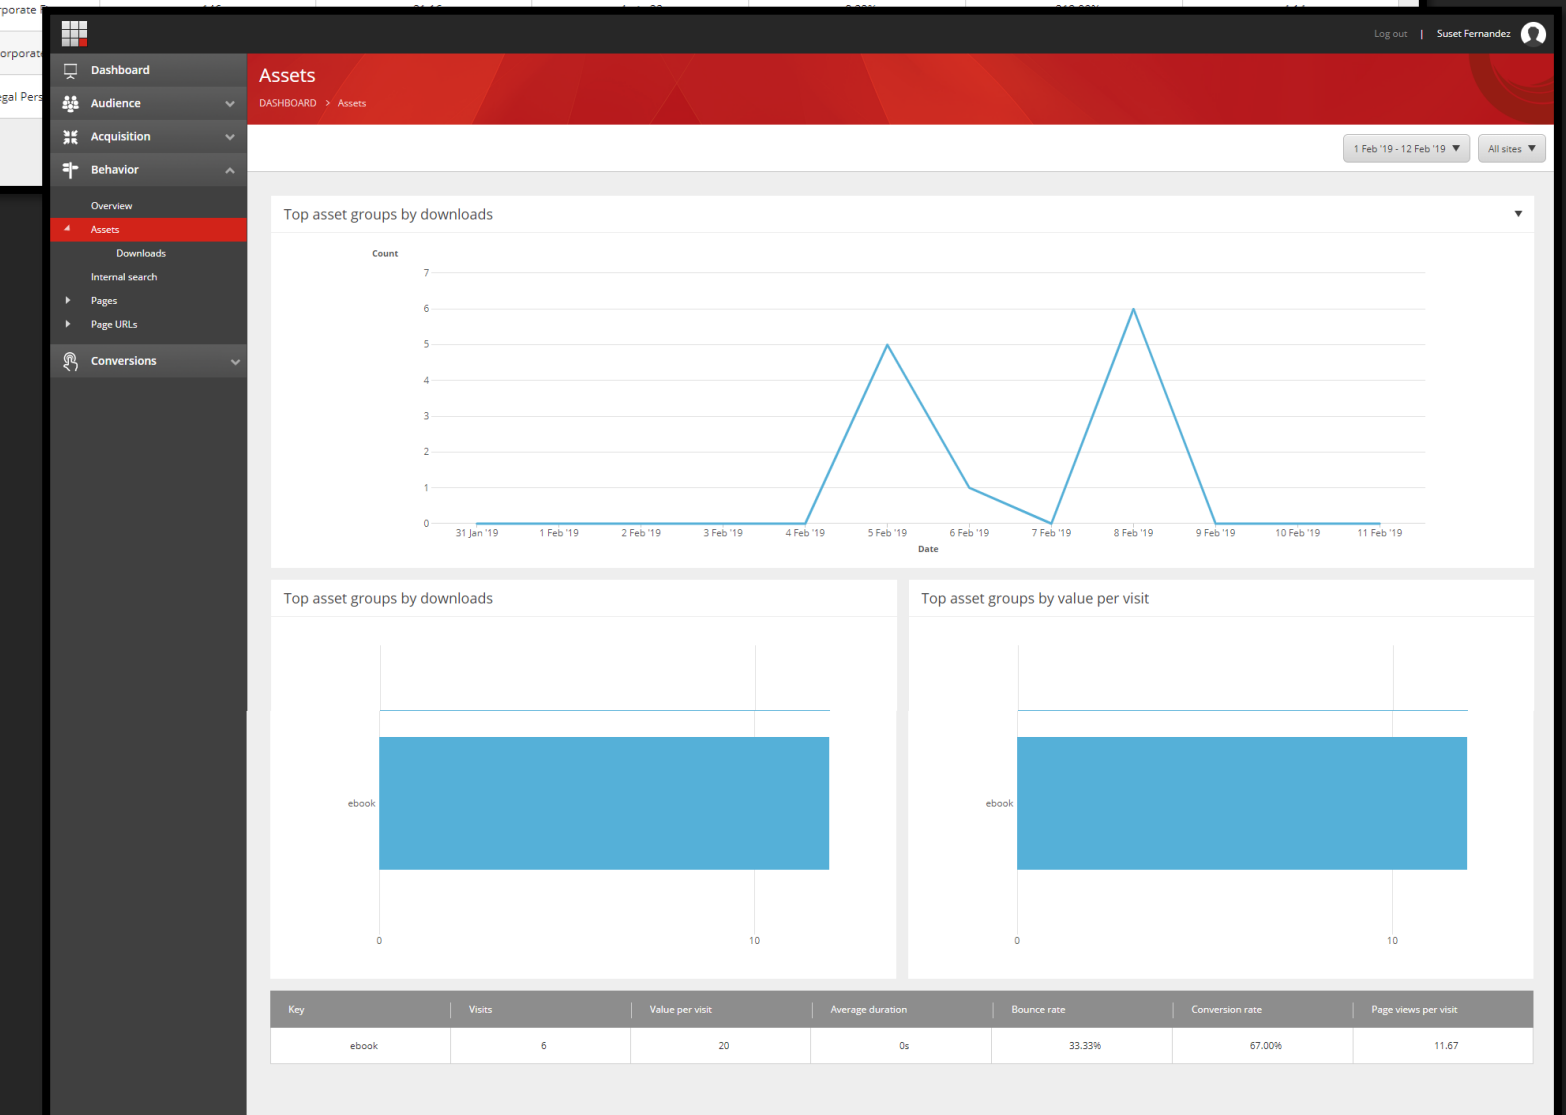 Log out | Suset Fernandez
Dashboard
Audience
Acquisition
Behavior
Overview
Assets
Downloads
Internal search
Pages
Page URLs
Conversions
Assets
DASHBOARD > Assets
1 Feb '19 - 12 Feb '19
All sites
Top asset groups by downloads
Count
7
6
5
4
3
2
1
0
31 Jan '19 1 Feb '19 2 Feb '19 3 Feb '19 4 Feb '19 5 Feb '19 6 Feb '19 7 Feb '19 8 Feb '19 9 Feb '19 10 Feb '19 11 Feb '19
Date
Top asset groups by downloads
ebook
0 10
Top asset groups by value per visit
ebook
0 10
Key Visits Value per visit Average duration Bounce rate Conversion rate Page views per visit
ebook 6 20 0s 33.33% 67.00% 11.67